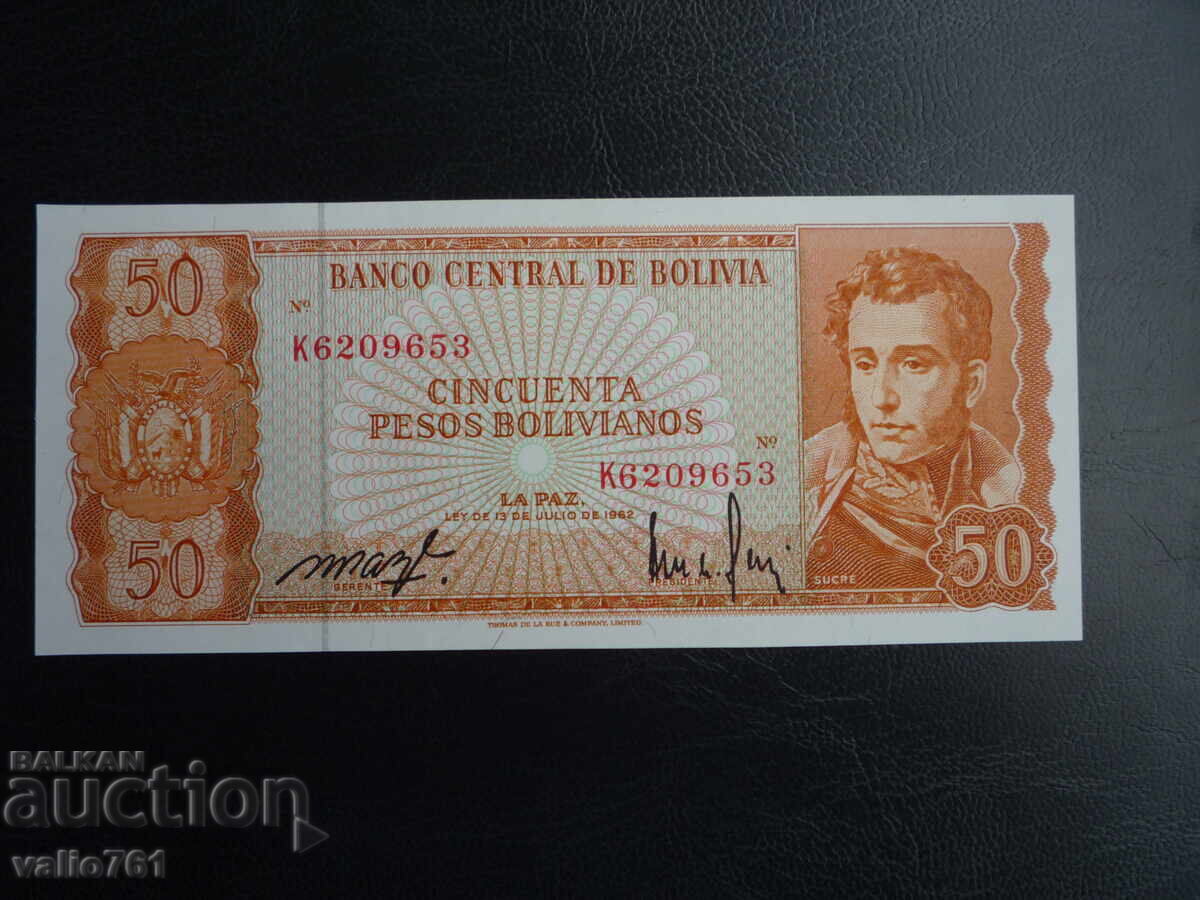 50
BANCO CENTRAL DE BOLIVIA
Nº
K6209653
CINCUENTA
PESOS BOLIVIANOS
Nº
K6209653
LA PAZ,
LEY DE 13 DE JULIO DE 1962
50
GERENTE
PRESIDENTE
SUCRE
50
THOMAS DE LA RUE & COMPANY, LIMITED.
BALKAN
auction
valio761